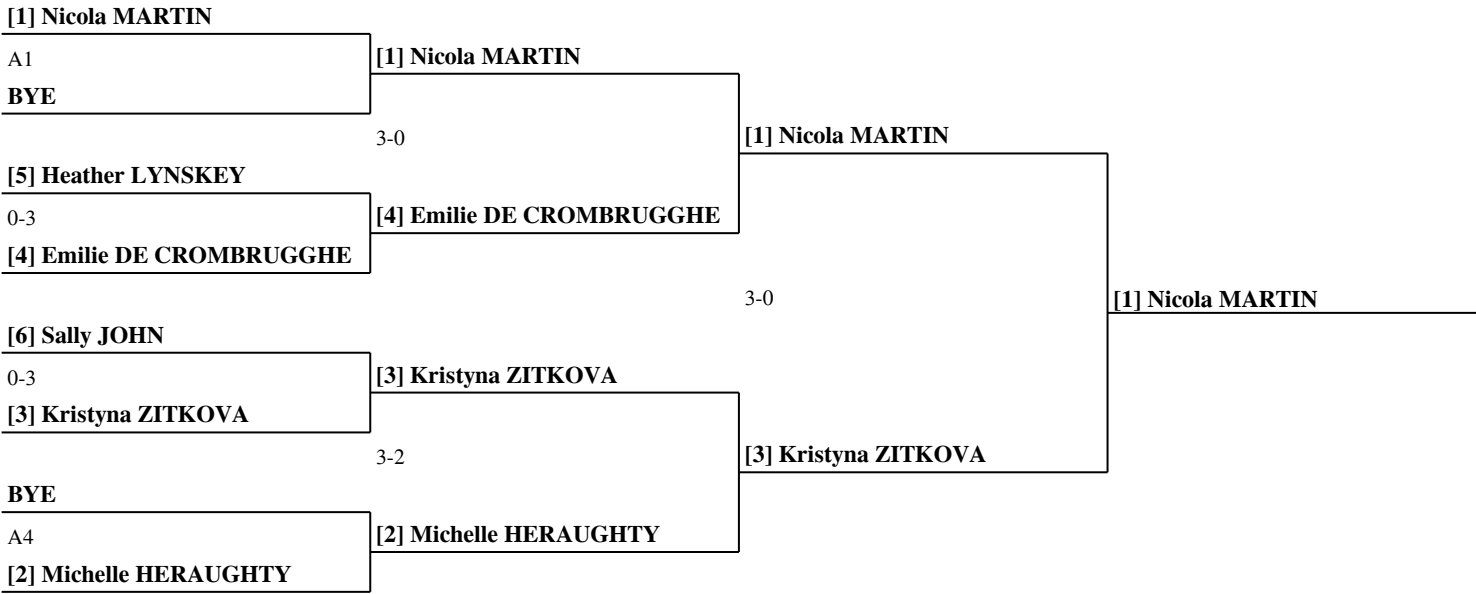 [1] Nicola MARTIN
A1
BYE
[5] Heather LYNSKEY
0-3
[4] Emilie DE CROMBRUGGHE
[6] Sally JOHN
0-3
[3] Kristyna ZITKOVA
BYE
A4
[2] Michelle HERAUGHTY
[1] Nicola MARTIN
3-0
[4] Emilie DE CROMBRUGGHE
[3] Kristyna ZITKOVA
3-2
[2] Michelle HERAUGHTY
[1] Nicola MARTIN
3-0
[3] Kristyna ZITKOVA
[1] Nicola MARTIN